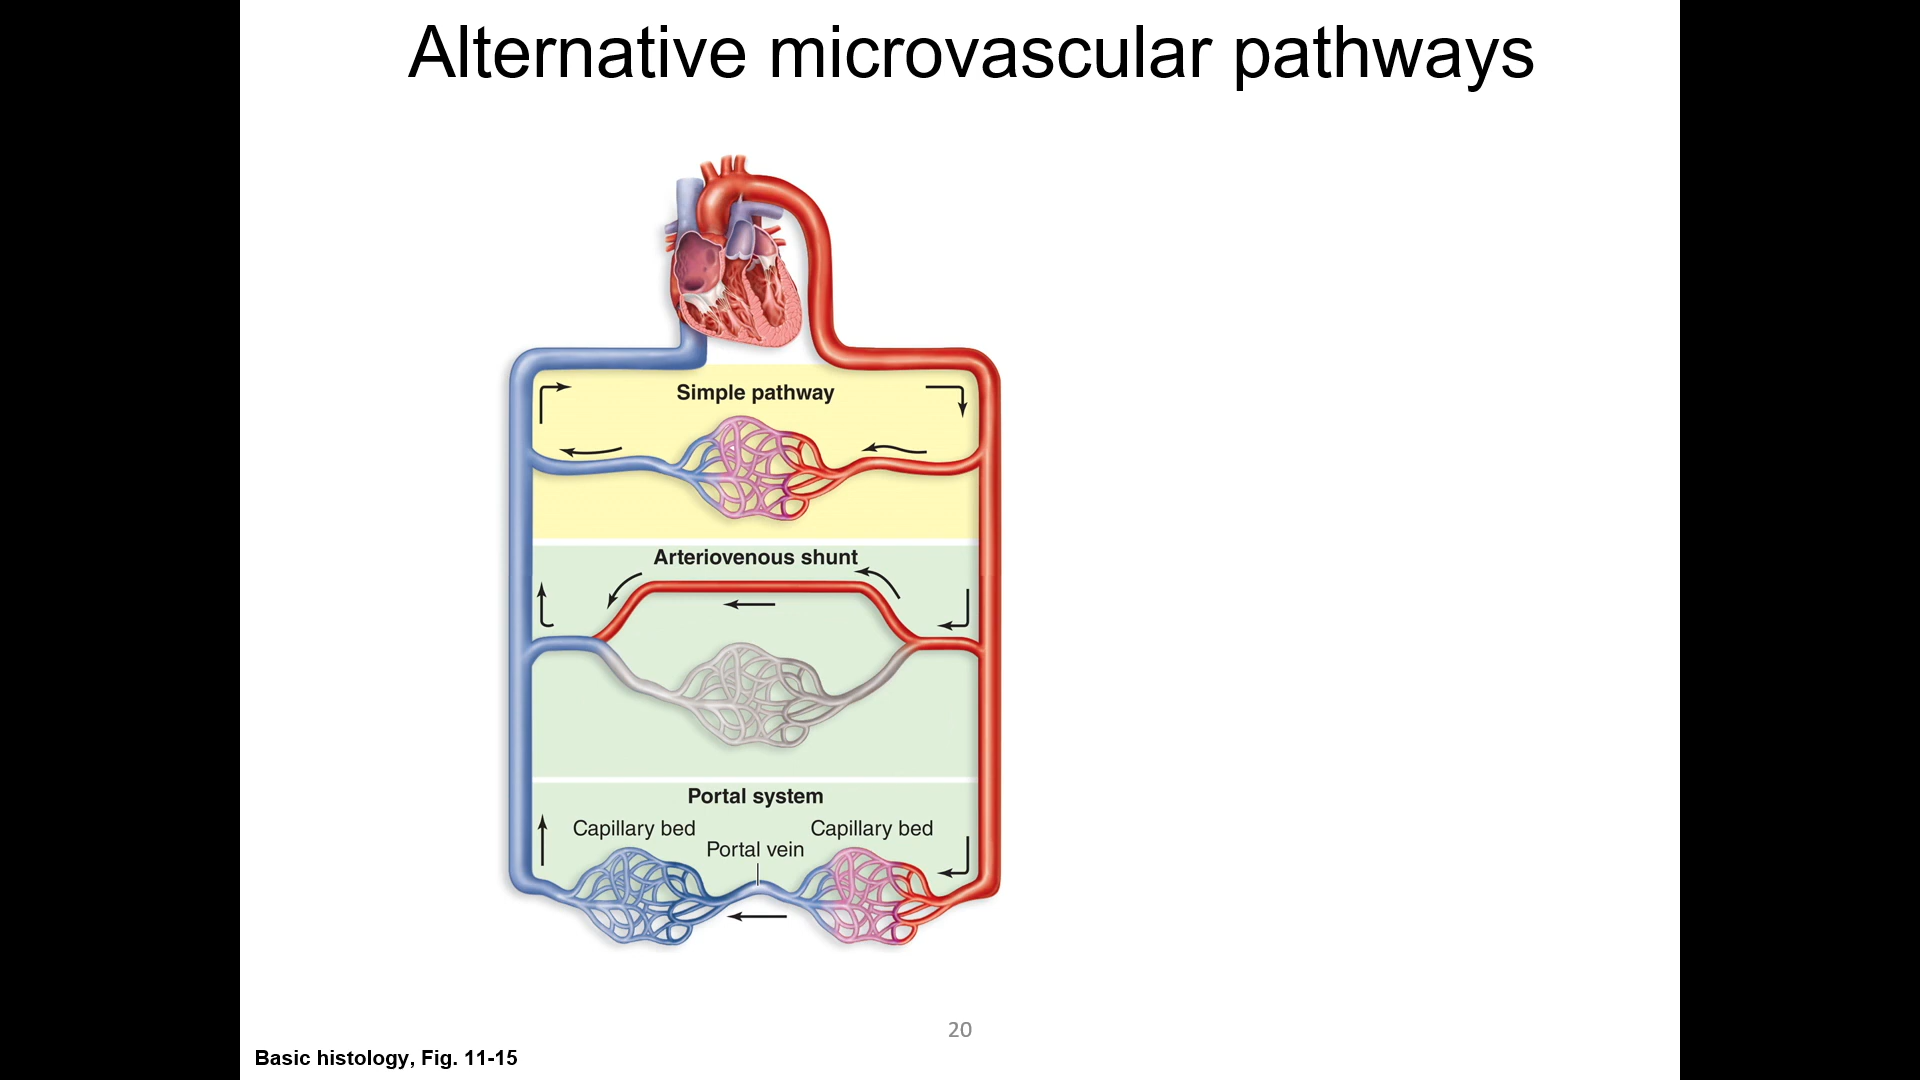 Alternative microvascular pathways
Simple pathway
Arteriovenous shunt
Portal system
Capillary bed
Capillary bed
Portal vein
20
Basic histology, Fig. 11-15